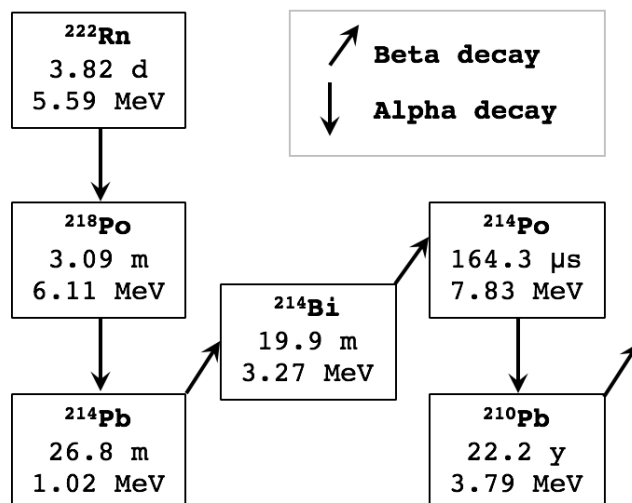 ²²²Rn
3.82 d
5.59 MeV
Beta decay
Alpha decay
²¹⁸Po
3.09 m
6.11 MeV
²¹⁴Po
164.3 µs
7.83 MeV
²¹⁴Bi
19.9 m
3.27 MeV
²¹⁴Pb
26.8 m
1.02 MeV
²¹⁰Pb
22.2 y
3.79 MeV